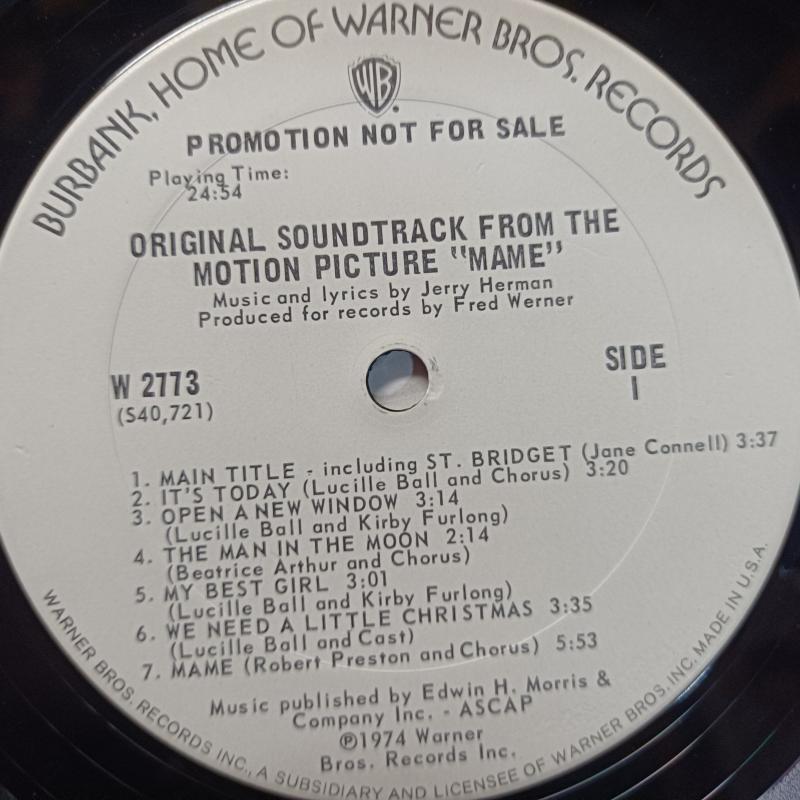 BURBANK, HOME OF WARNER BROS. RECORDS
WB
PROMOTION NOT FOR SALE
Playing Time:
24:54
ORIGINAL SOUNDTRACK FROM THE
MOTION PICTURE "MAME"
Music and lyrics by Jerry Herman
Produced for records by Fred Werner
W 2773
(S40,721)
SIDE
1
1. MAIN TITLE - including ST. BRIDGET (Jane Connell) 3:37
2. IT'S TODAY (Lucille Ball and Chorus) 3:20
3. OPEN A NEW WINDOW 3:14
(Lucille Ball and Kirby Furlong)
4. THE MAN IN THE MOON 2:14
(Beatrice Arthur and Chorus)
5. MY BEST GIRL 3:01
(Lucille Ball and Kirby Furlong)
6. WE NEED A LITTLE CHRISTMAS 3:35
(Lucille Ball and Cast)
7. MAME (Robert Preston and Chorus) 5:53
Music published by Edwin H. Morris &
Company Inc. - ASCAP
℗1974 Warner
Bros. Records Inc.
WARNER BROS. RECORDS INC., A SUBSIDIARY AND LICENSEE OF WARNER BROS. INC. MADE IN U.S.A.